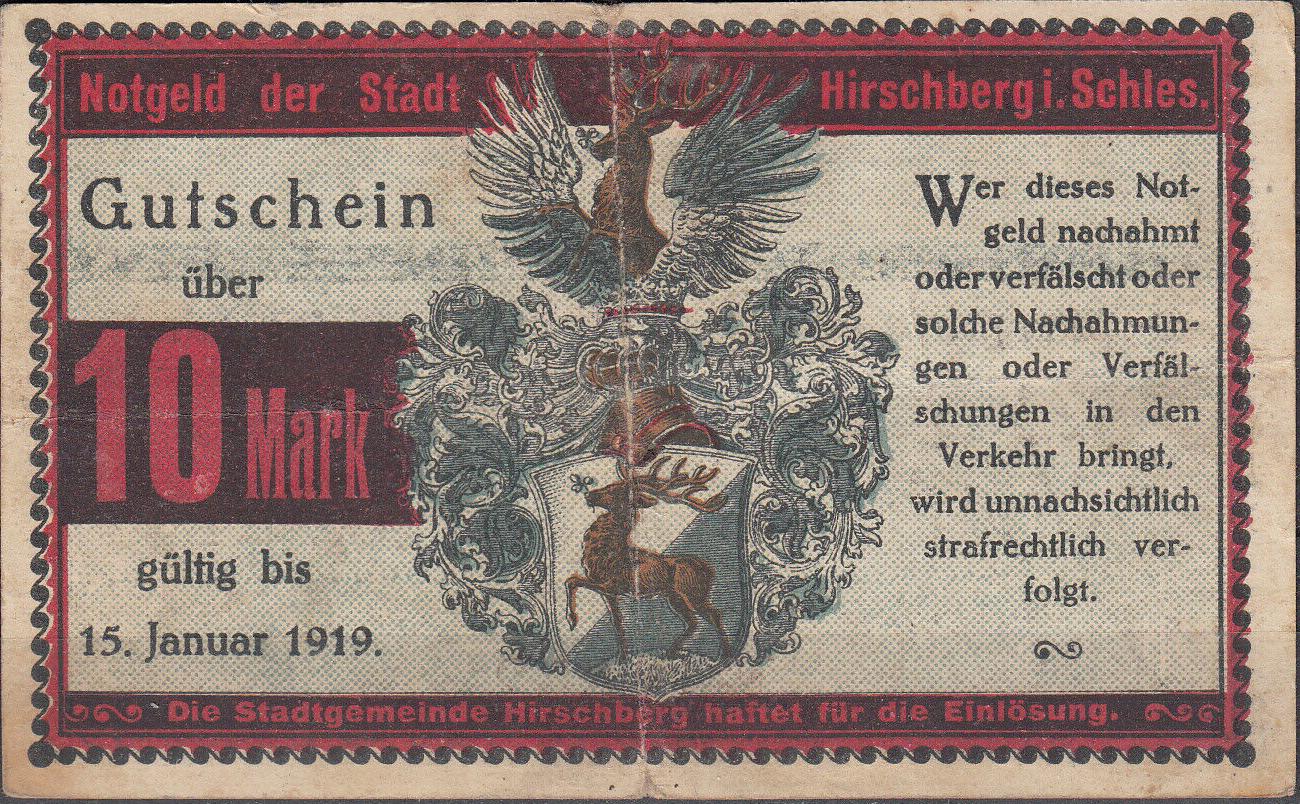 Notgeld der Stadt Hirschberg i. Schles.
Gutschein
über
10 Mark
gültig bis
15. Januar 1919.
Wer dieses Not-
geld nachahmt
oder verfälscht oder
solche Nachahmun-
gen oder Verfäl-
schungen in den
Verkehr bringt,
wird unnachsichtlich
strafrechtlich ver-
folgt.
Die Stadtgemeinde Hirschberg haftet für die Einlösung.